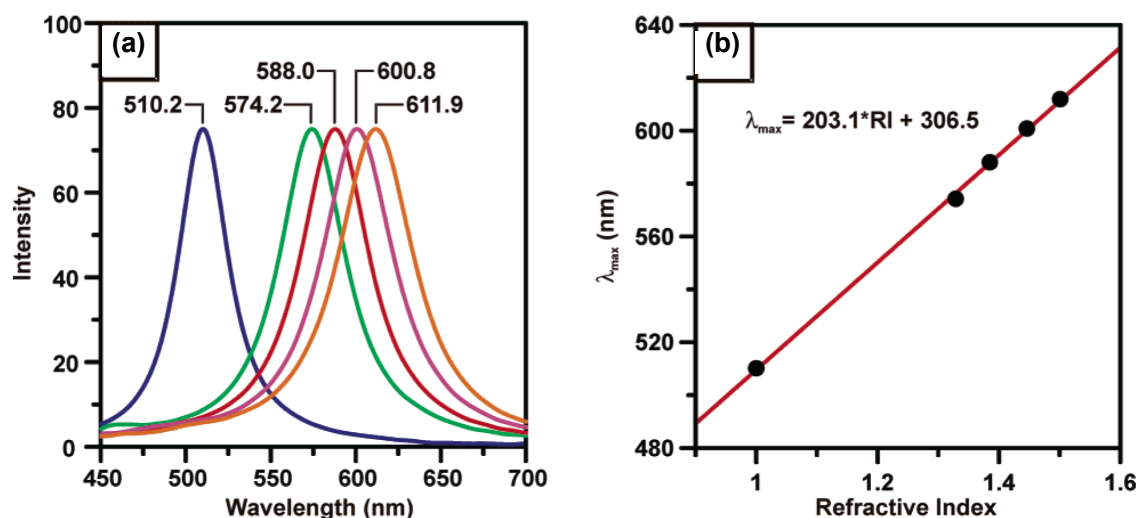 (a)
100
80
60
40
20
0
Intensity
510.2
574.2
588.0
600.8
611.9
450 500 550 600 650 700
Wavelength (nm)
(b)
640
600
560
510
480
λmax (nm)
λmax = 203.1*RI + 306.5
1 1.2 1.4 1.6
Refractive Index